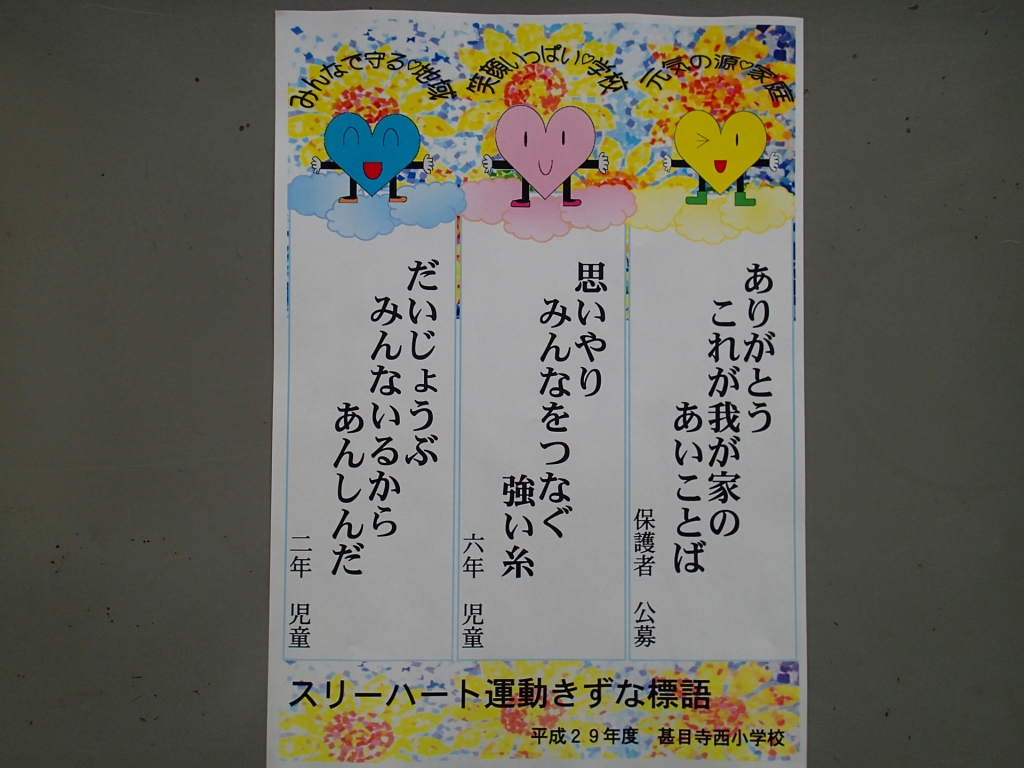 元気の源♡家庭
笑顔いっぱい♡学校
みんなで守る♡地域
ありがとう
これが我が家の
あいことば
保護者 公募
思いやり
みんなをつなぐ
強い糸
六年 児童
だいじょうぶ
みんないるから
あんしんだ
二年 児童
スリーハート運動きずな標語
平成29年度 甚目寺西小学校